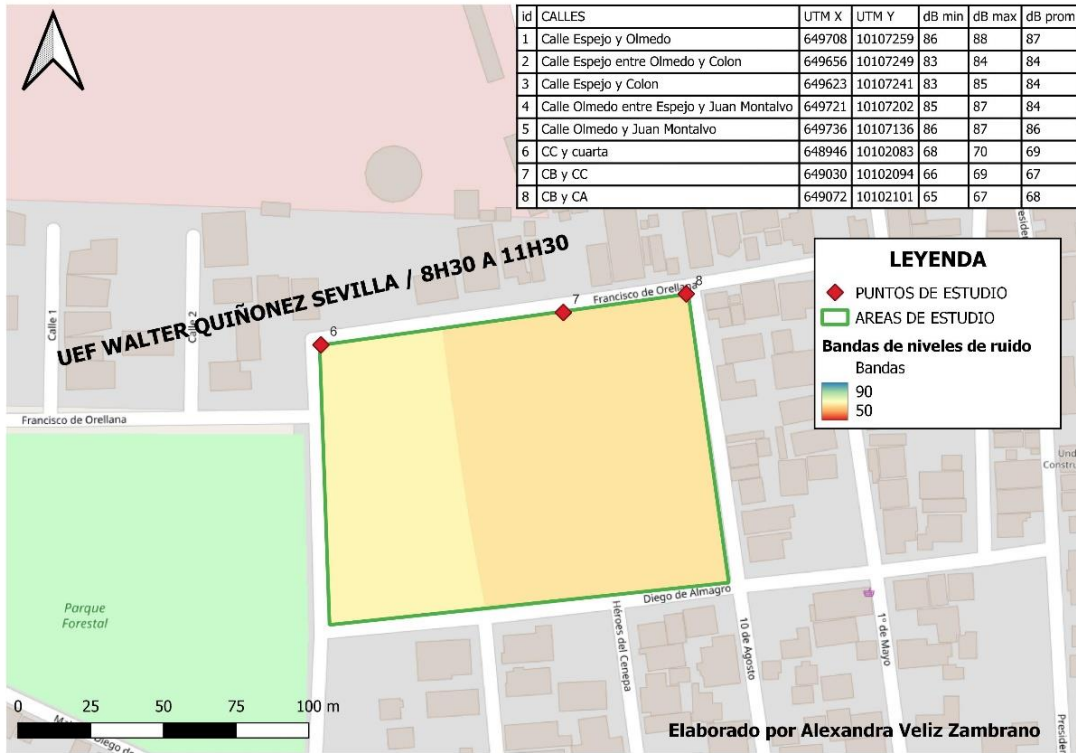 id CALLES UTM X UTM Y dB min dB max dB prom
1 Calle Espejo y Olmedo 649708 10107259 86 88 87
2 Calle Espejo entre Olmedo y Colon 649656 10107249 83 84 84
3 Calle Espejo y Colon 649623 10107241 83 85 84
4 Calle Olmedo entre Espejo y Juan Montalvo 649721 10107202 85 87 84
5 Calle Olmedo y Juan Montalvo 649736 10107136 86 87 86
6 CC y cuarta 648946 10102083 68 70 69
7 CB y CC 649030 10102094 66 69 67
8 CB y CA 649072 10102101 65 67 68
UEF WALTER QUIÑONEZ SEVILLA / 8H30 A 11H30
LEYENDA
PUNTOS DE ESTUDIO
AREAS DE ESTUDIO
Bandas de niveles de ruido
Bandas
90
50
Calle 1
Calle 2
Francisco de Orellana
6
7
8
Francisco de Orellana
Parque
Forestal
Diego de Almagro
Héroes del Cenepa
10 de Agosto
1° de Mayo
0 25 50 75 100 m
Elaborado por Alexandra Veliz Zambrano